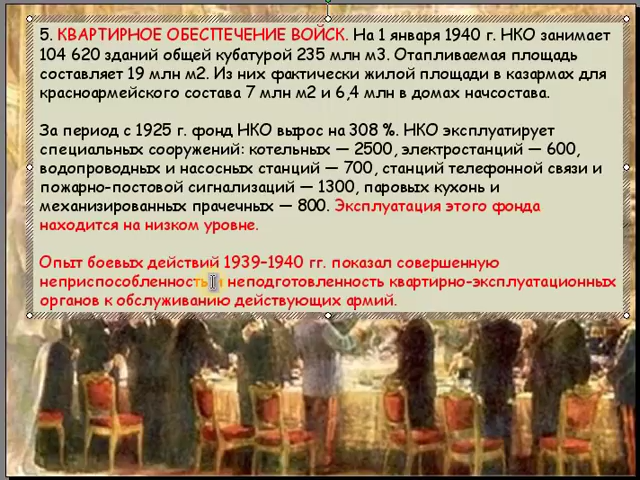 5. КВАРТИРНОЕ ОБЕСПЕЧЕНИЕ ВОЙСК. На 1 января 1940 г. НКО занимает
104 620 зданий общей кубатурой 235 млн м3. Отапливаемая площадь
составляет 19 млн м2. Из них фактически жилой площади в казармах для
красноармейского состава 7 млн м2 и 6,4 млн в домах начсостава.
За период с 1925 г. фонд НКО вырос на 308 %. НКО эксплуатирует
специальных сооружений: котельных — 2500, электростанций — 600,
водопроводных и насосных станций — 700, станций телефонной связи и
пожарно-постовой сигнализаций — 1300, паровых кухонь и
механизированных прачечных — 800. Эксплуатация этого фонда
находится на низком уровне.
Опыт боевых действий 1939–1940 гг. показал совершенную
неприспособленность и неподготовленность квартирно-эксплуатационных
органов к обслуживанию действующих армий.